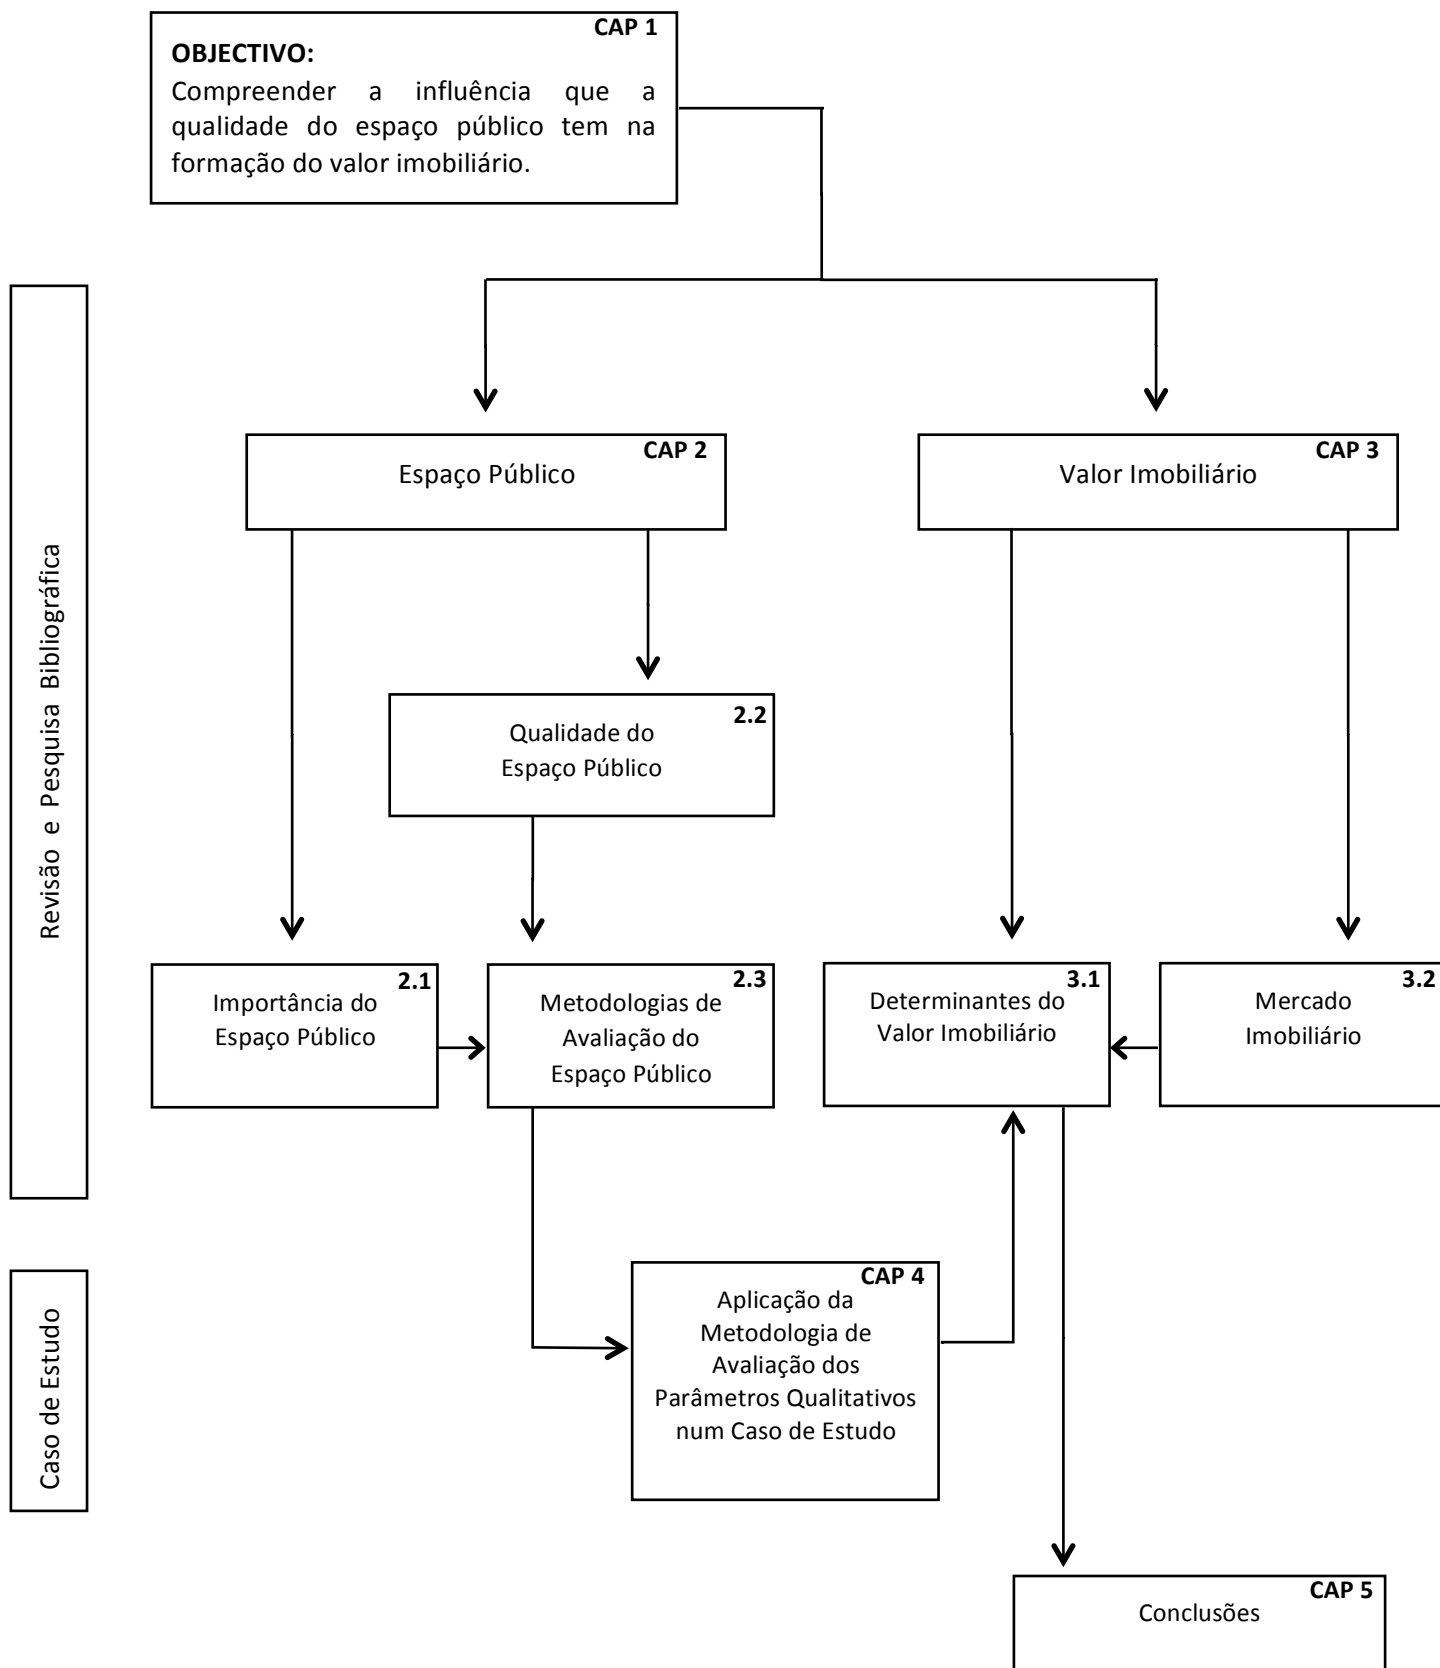 CAP 1
OBJECTIVO:
Compreender a influência que a
qualidade do espaço público tem na
formação do valor imobiliário.
Revisão e Pesquisa Bibliográfica
CAP 2
Espaço Público
CAP 3
Valor Imobiliário
2.2
Qualidade do
Espaço Público
2.1
Importância do
Espaço Público
2.3
Metodologias de
Avaliação do
Espaço Público
3.1
Determinantes do
Valor Imobiliário
3.2
Mercado
Imobiliário
Caso de Estudo
CAP 4
Aplicação da
Metodologia de
Avaliação dos
Parâmetros Qualitativos
num Caso de Estudo
CAP 5
Conclusões